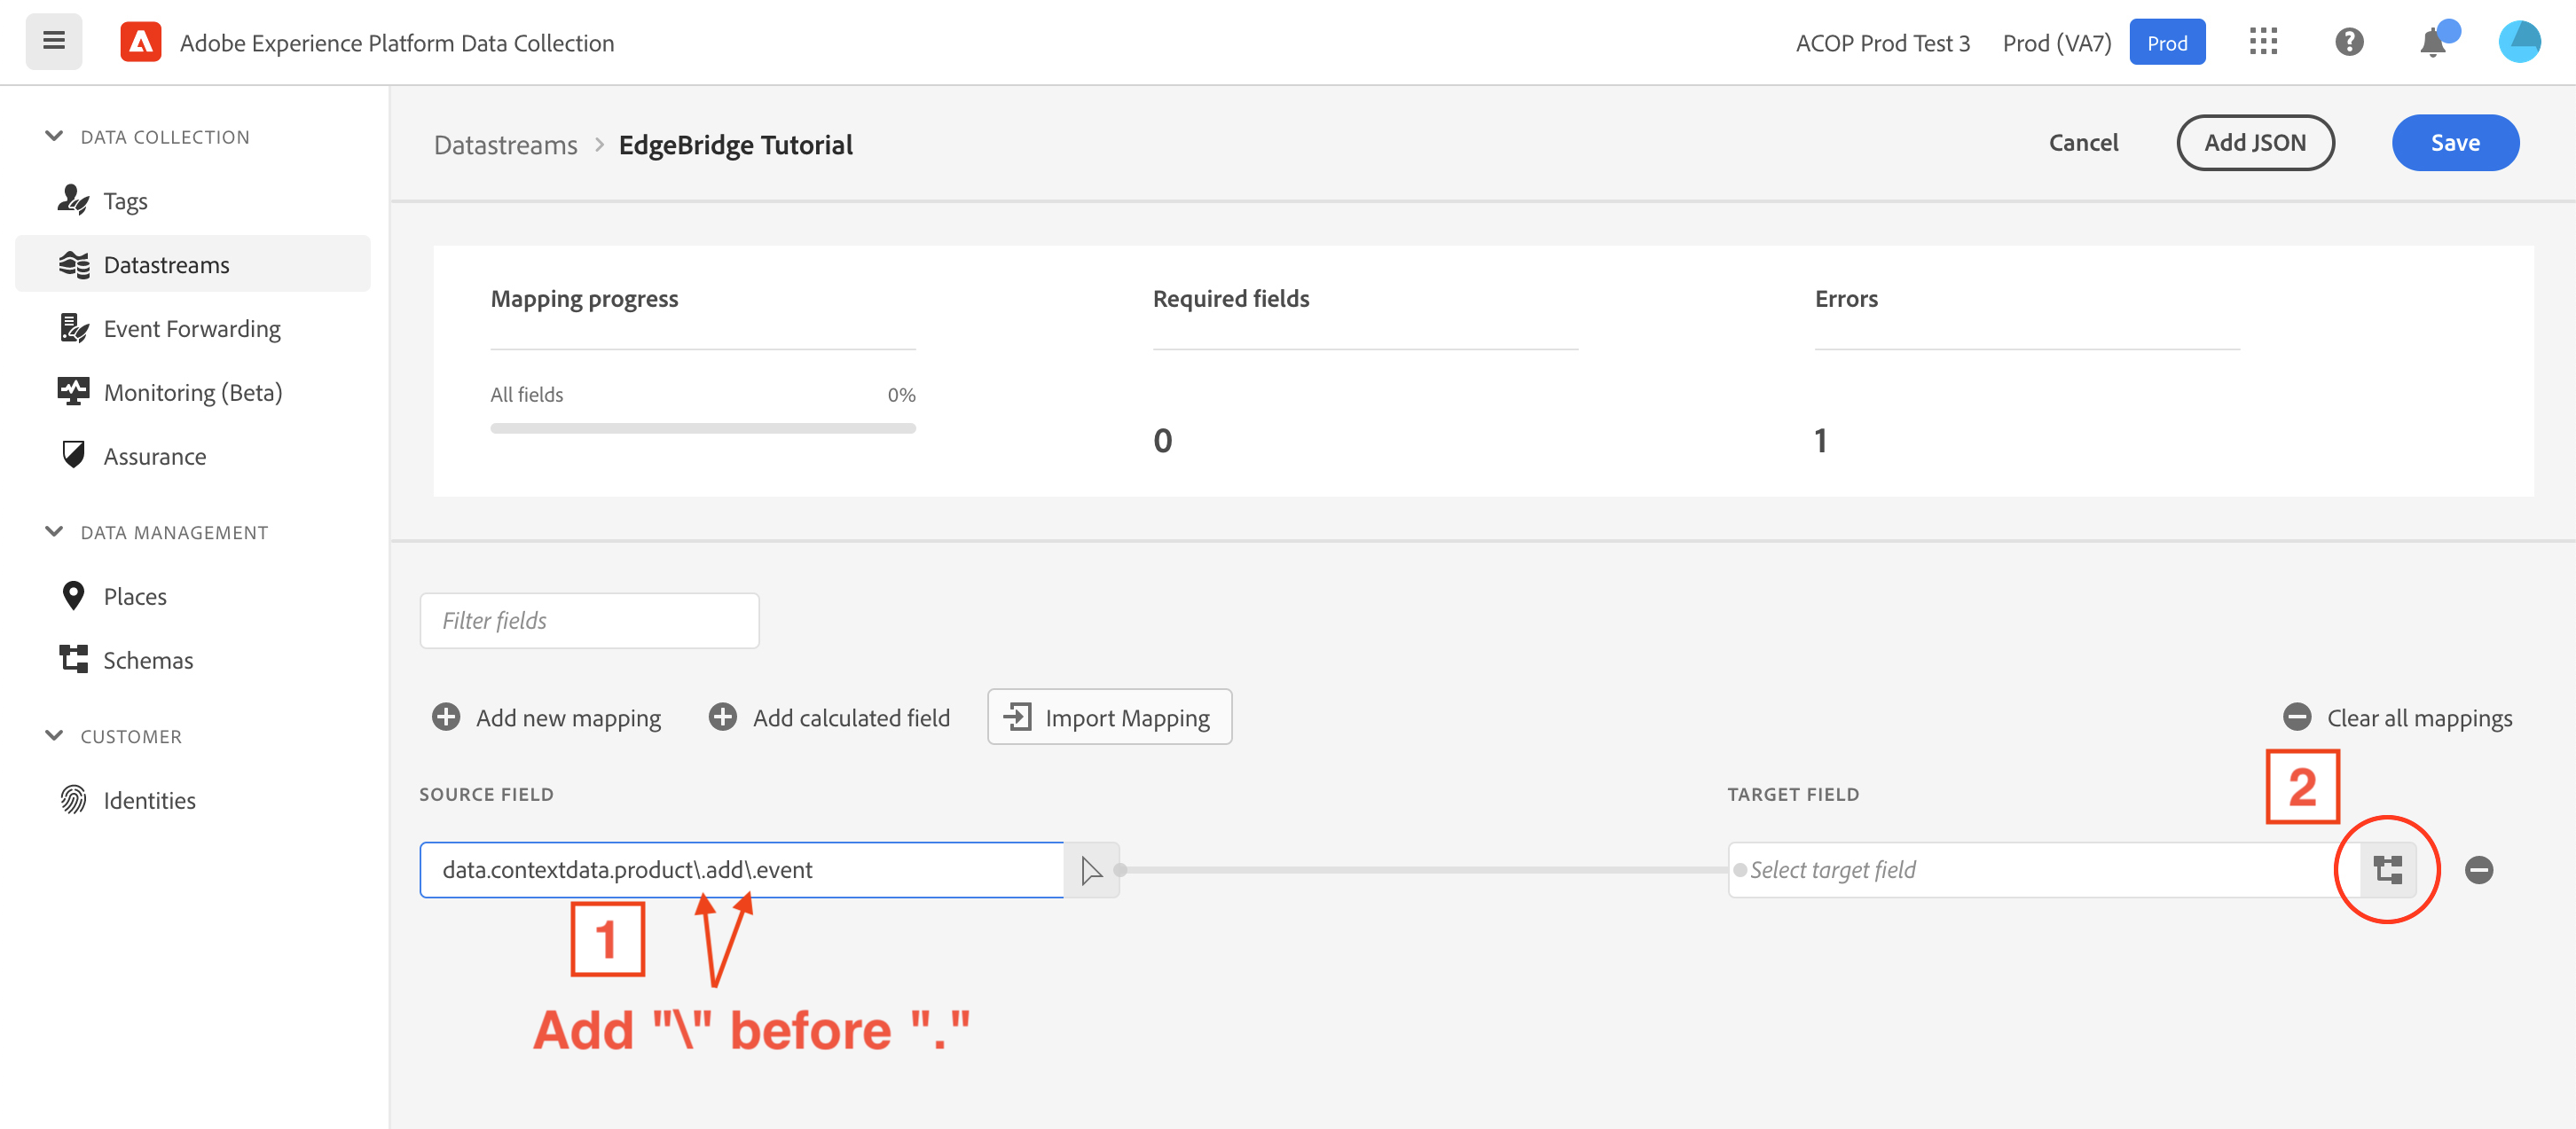 Adobe Experience Platform Data Collection
ACOP Prod Test 3 Prod (VA7) Prod
DATA COLLECTION
Tags
Datastreams
Event Forwarding
Monitoring (Beta)
Assurance
DATA MANAGEMENT
Places
Schemas
CUSTOMER
Identities
Datastreams > EdgeBridge Tutorial
Cancel Add JSON Save
Mapping progress
All fields 0%
Required fields
0
Errors
1
Filter fields
Add new mapping Add calculated field Import Mapping Clear all mappings
2
SOURCE FIELD TARGET FIELD
data.contextdata.product\.add\.event Select target field
1
Add "\" before "."